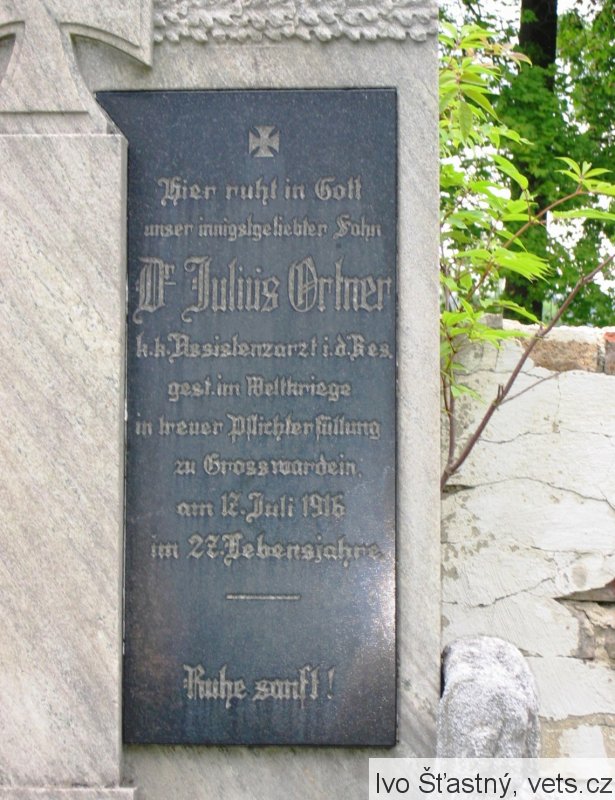 Hier ruht in Gott
unser innigstgeliebter Sohn
Dr Julius Ortner
k.k. Assistenzarzt i.d. Res.
gest. im Weltkriege
in treuer Pflichterfüllung
zu Grosswardein,
am 12. Juli 1916
im 27. Lebensjahre
Ruhe sanft!
Ivo Šťastný, vets.cz